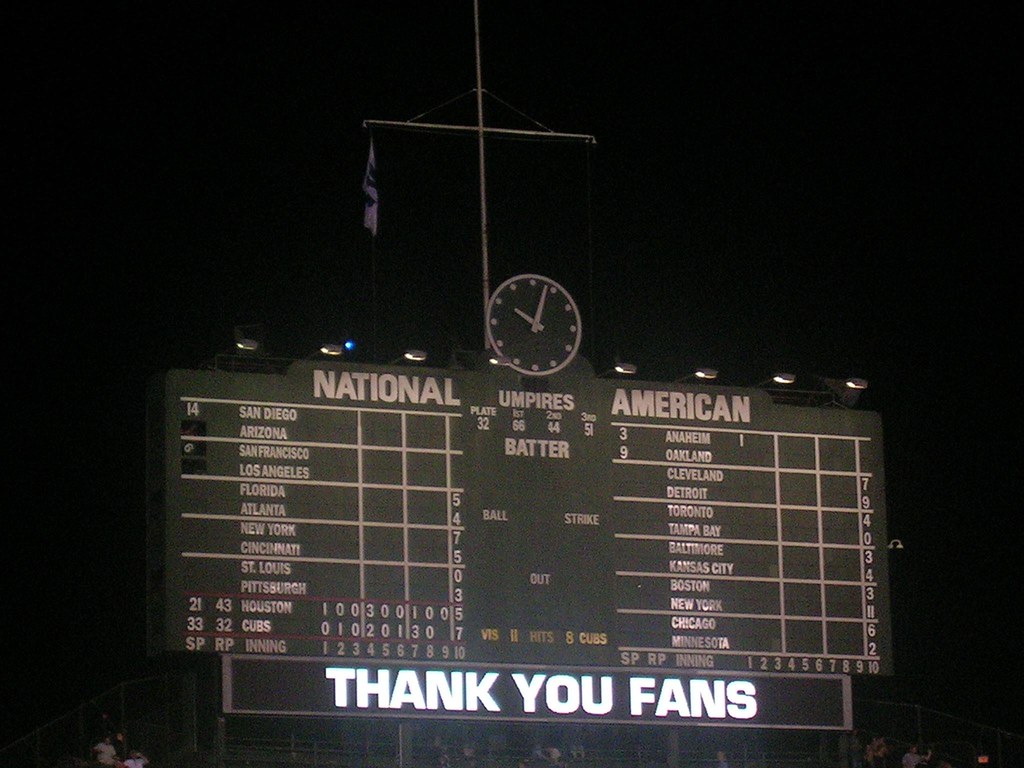 NATIONAL
UMPIRES
PLATE 1ST 2ND 3RD
32 68 44 51
AMERICAN
BATTER
BALL STRIKE
OUT
14 SAN DIEGO
ARIZONA
SAN FRANCISCO
LOS ANGELES
FLORIDA 5
ATLANTA 4
NEW YORK 7
CINCINNATI 5
ST. LOUIS 0
PITTSBURGH 3
21 43 HOUSTON 1 0 0 3 0 0 1 0 0 5
33 32 CUBS 0 1 0 2 0 1 3 0 7
SP RP INNING 1 2 3 4 5 6 7 8 9 10
VIS 11 HITS 8 CUBS
3 ANAHEIM 1
9 OAKLAND
CLEVELAND 7
DETROIT 9
TORONTO 4
TAMPA BAY 0
BALTIMORE 3
KANSAS CITY 4
BOSTON 3
NEW YORK 11
CHICAGO 6
MINNESOTA 2
SP RP INNING 1 2 3 4 5 6 7 8 9 10
THANK YOU FANS